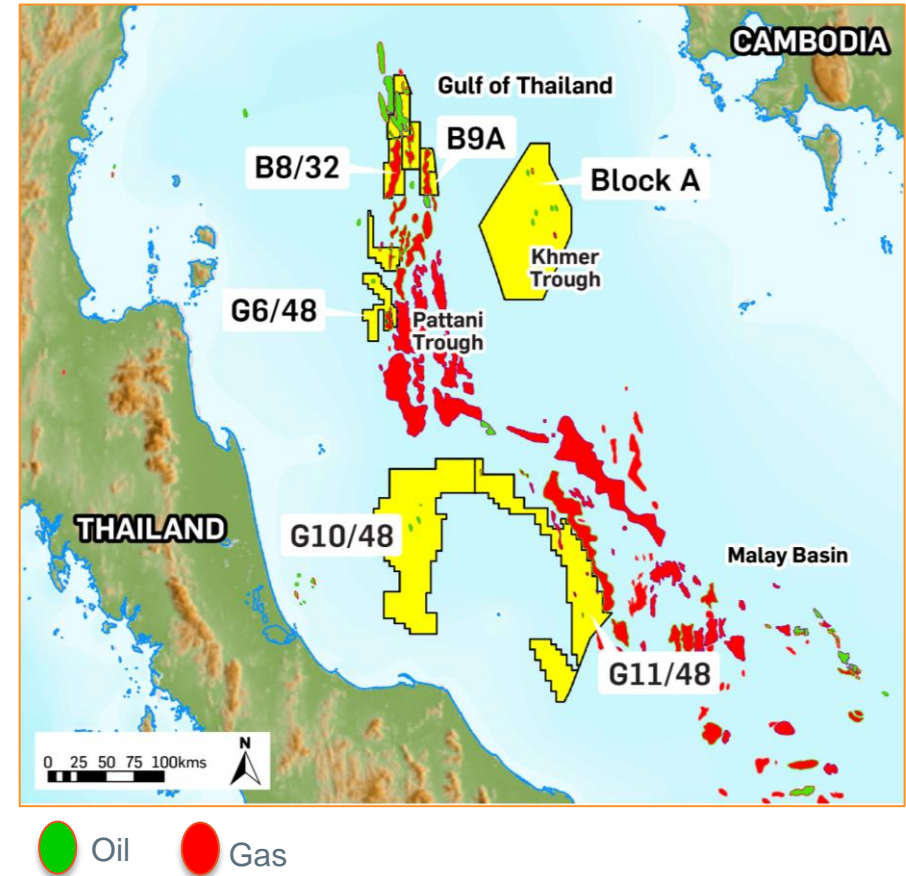 CAMBODIA
Gulf of Thailand
B8/32
B9A
Block A
Khmer
Trough
G6/48
Pattani
Trough
THAILAND
G10/48
Malay Basin
G11/48
N
0 25 50 75 100kms
Oil
Gas